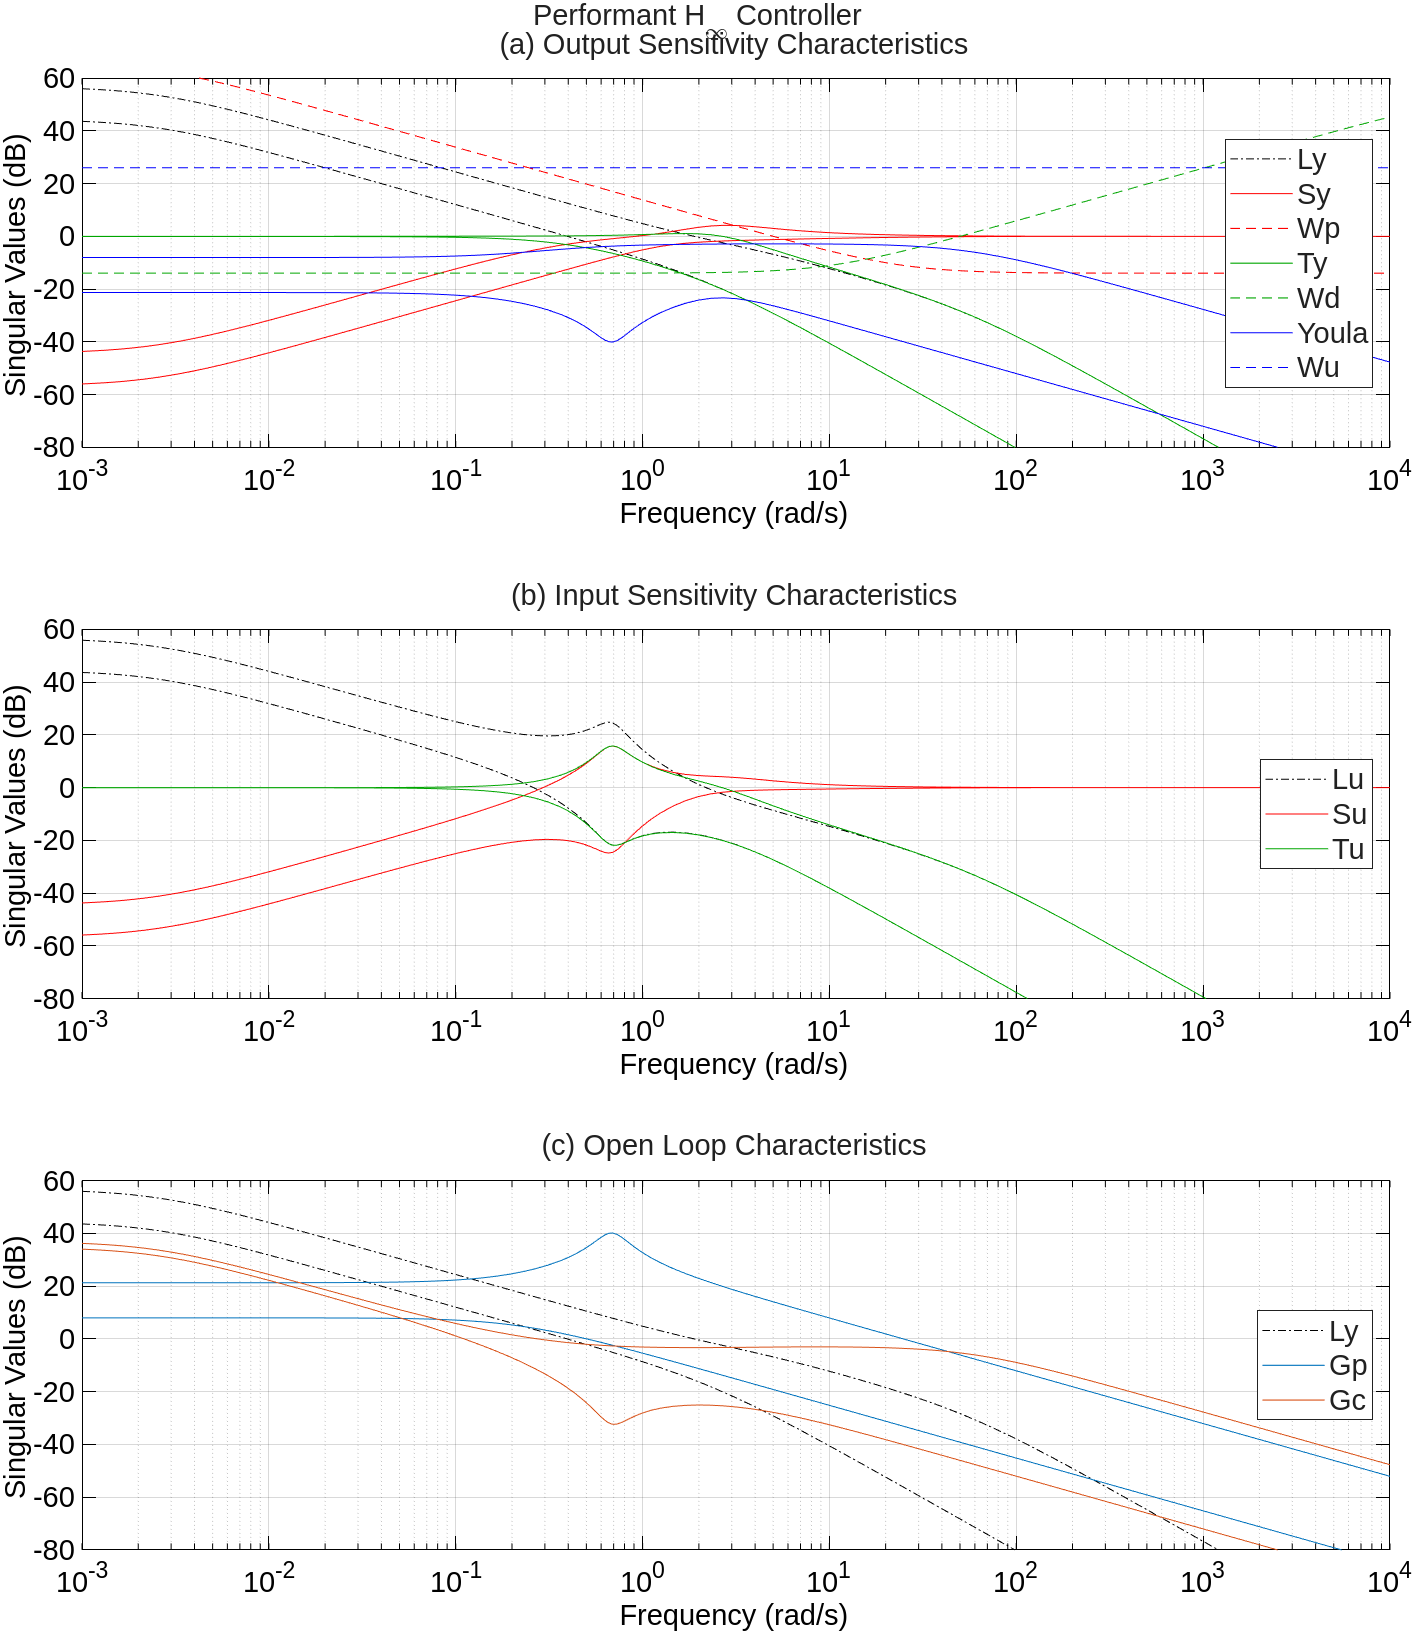 Performant H∞ Controller
(a) Output Sensitivity Characteristics
Singular Values (dB)
60
40
20
0
-20
-40
-60
-80
Ly
Sy
Wp
Ty
Wd
Youla
Wu
10-3 10-2 10-1 100 101 102 103 104
Frequency (rad/s)
(b) Input Sensitivity Characteristics
Singular Values (dB)
60
40
20
0
-20
-40
-60
-80
Lu
Su
Tu
10-3 10-2 10-1 100 101 102 103 104
Frequency (rad/s)
(c) Open Loop Characteristics
Singular Values (dB)
60
40
20
0
-20
-40
-60
-80
Ly
Gp
Gc
10-3 10-2 10-1 100 101 102 103 104
Frequency (rad/s)